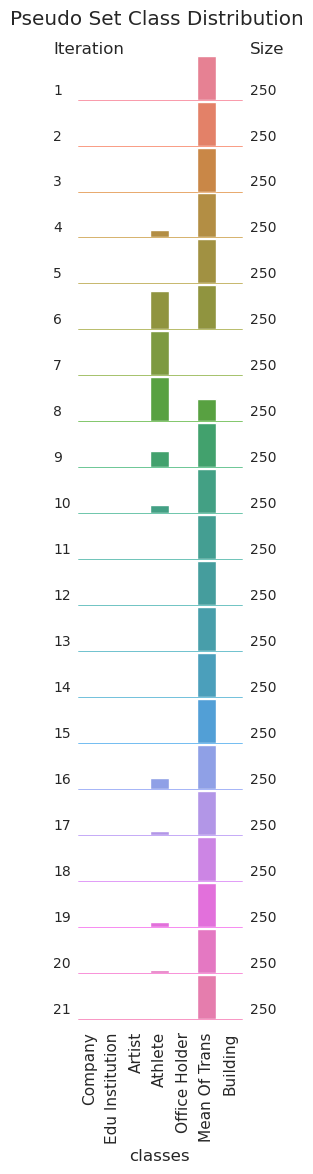 Pseudo Set Class Distribution
Iteration Size
1 250
2 250
3 250
4 250
5 250
6 250
7 250
8 250
9 250
10 250
11 250
12 250
13 250
14 250
15 250
16 250
17 250
18 250
19 250
20 250
21 250
Company
Edu Institution
Artist
Athlete
Office Holder
Mean Of Trans
Building
classes